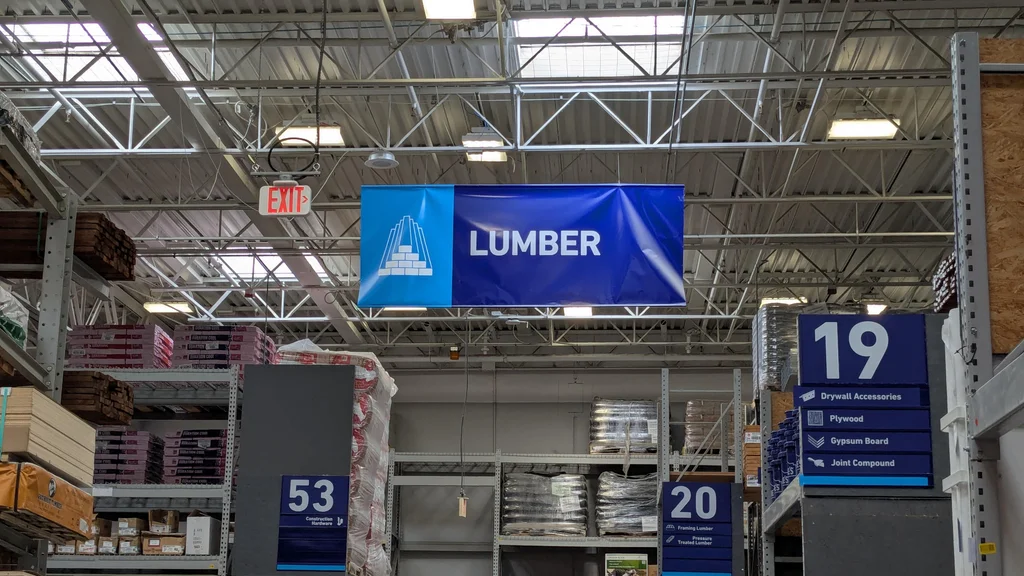 EXIT
LUMBER
19
Drywall Accessories
Plywood
Gypsum Board
Joint Compound
53
Construction
Hardware
20
Framing Lumber
Pressure
Treated Lumber